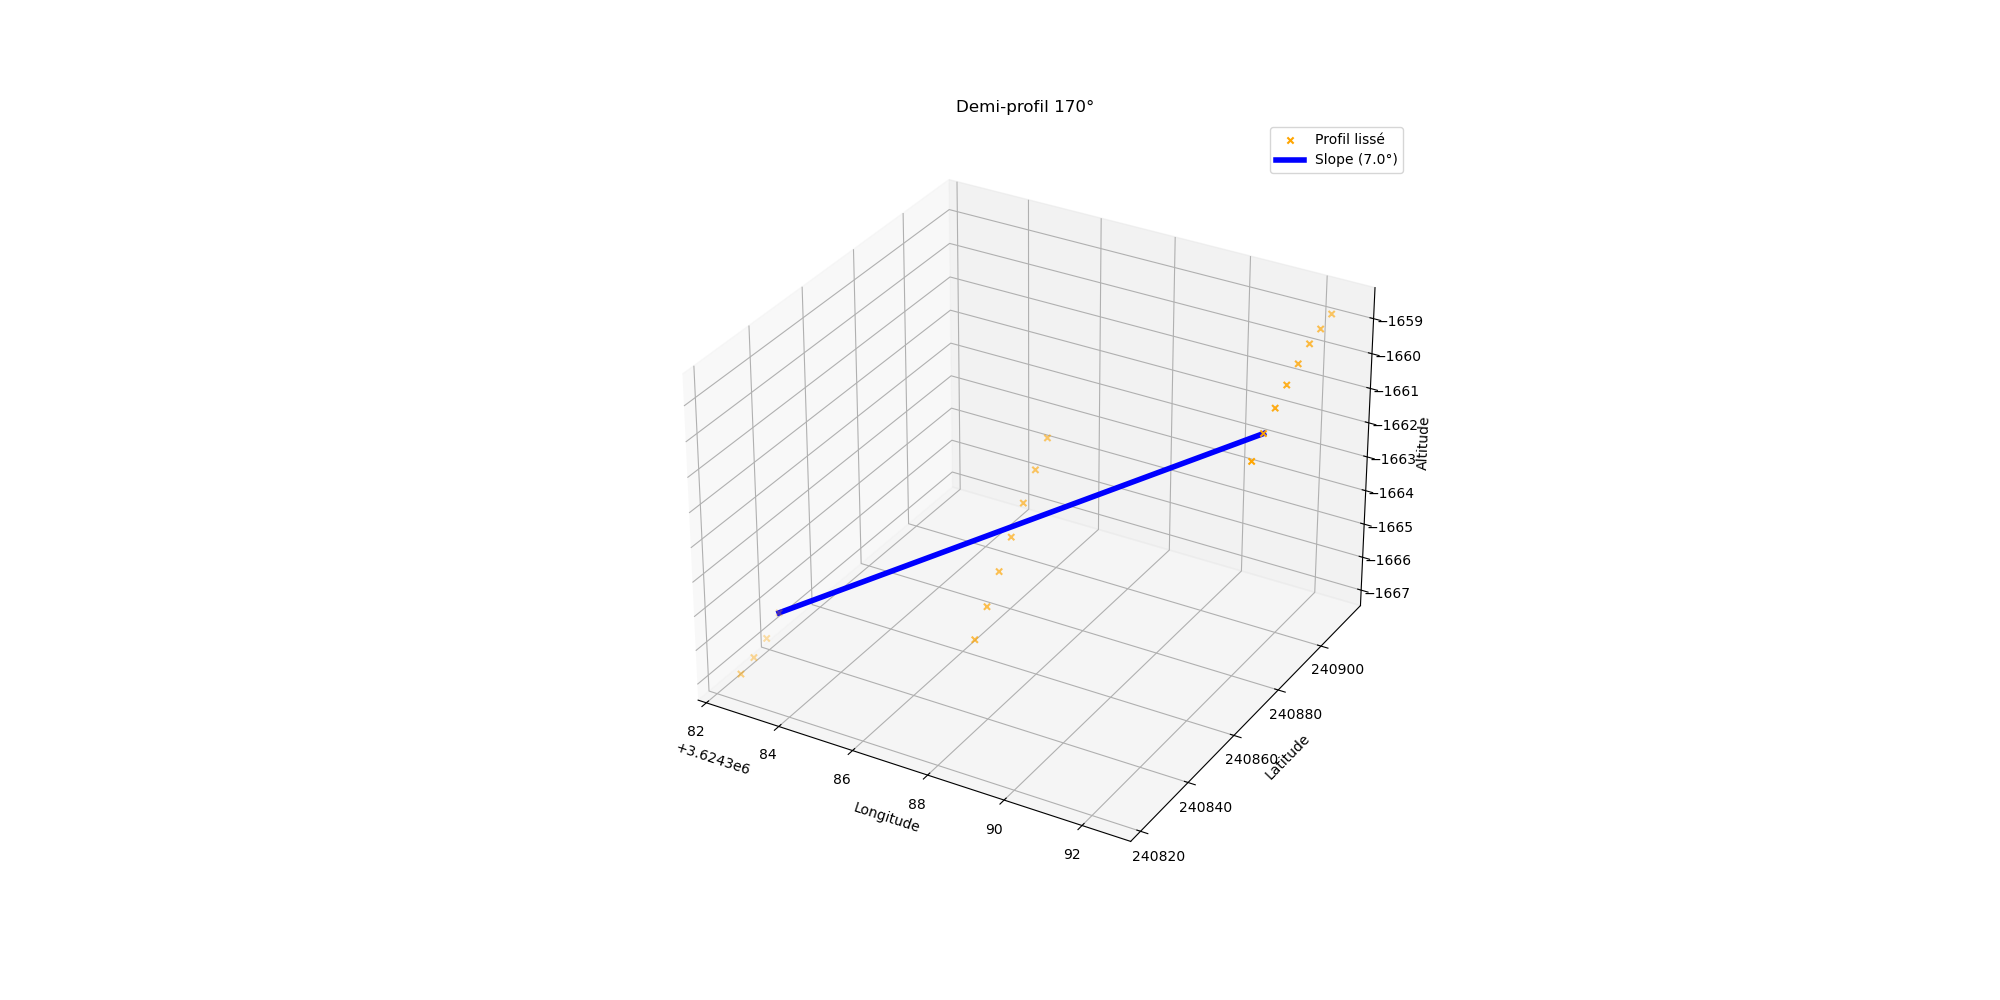 Demi-profil 170°
Profil lissé
Slope (7.0°)
−1659
−1660
−1661
−1662
−1663
−1664
−1665
−1666
−1667
Altitude
240900
240880
240860
240840
240820
Latitude
82
84
86
88
90
92
+3.6243e6
Longitude